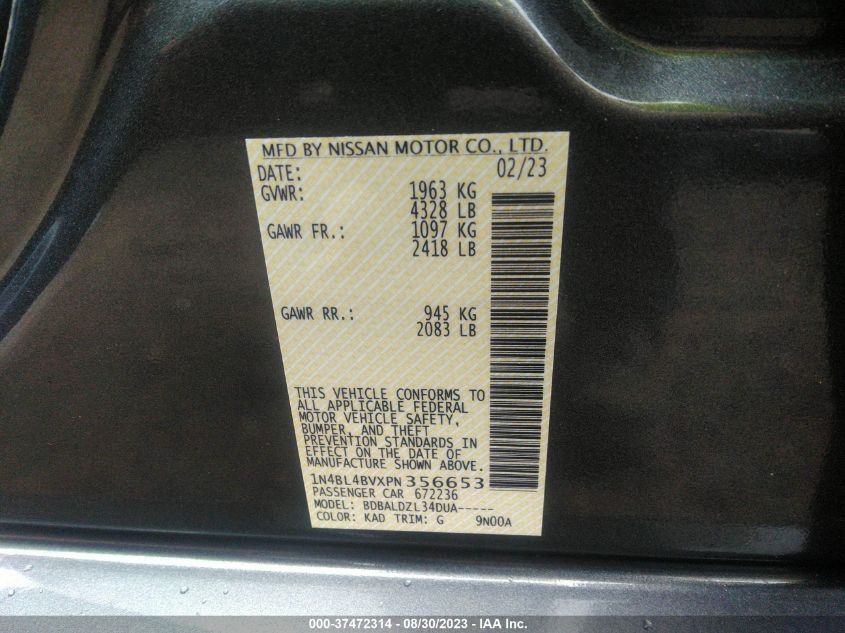 MFD BY NISSAN MOTOR CO., LTD.
DATE: 02/23
GVWR: 1963 KG
4328 LB
GAWR FR.: 1097 KG
2418 LB
GAWR RR.: 945 KG
2083 LB
THIS VEHICLE CONFORMS TO
ALL APPLICABLE FEDERAL
MOTOR VEHICLE SAFETY,
BUMPER, AND THEFT
PREVENTION STANDARDS IN
EFFECT ON THE DATE OF
MANUFACTURE SHOWN ABOVE.
1N4BL4BVXPN356653
PASSENGER CAR 672236
MODEL: BDBALDZL34DUA-----
COLOR: KAD TRIM: G 9N00A
000-37472314 - 08/30/2023 - IAA Inc.